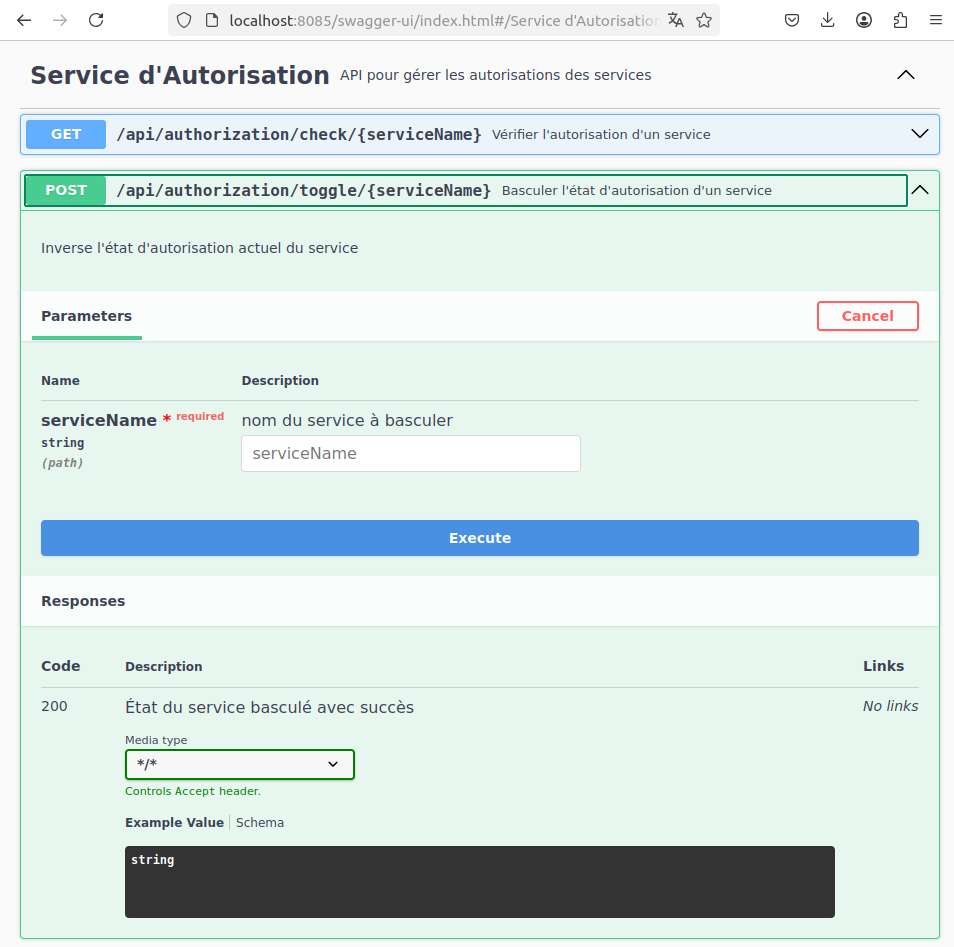 localhost:8085/swagger-ui/index.html#/Service d'Autorisation
Service d'Autorisation API pour gérer les autorisations des services
GET /api/authorization/check/{serviceName} Vérifier l'autorisation d'un service
POST /api/authorization/toggle/{serviceName} Basculer l'état d'autorisation d'un service
Inverse l'état d'autorisation actuel du service
Parameters Cancel
Name Description
serviceName * required nom du service à basculer
string serviceName
(path)
Execute
Responses
Code Description Links
200 État du service basculé avec succès No links
Media type
*/*
Controls Accept header.
Example Value Schema
string